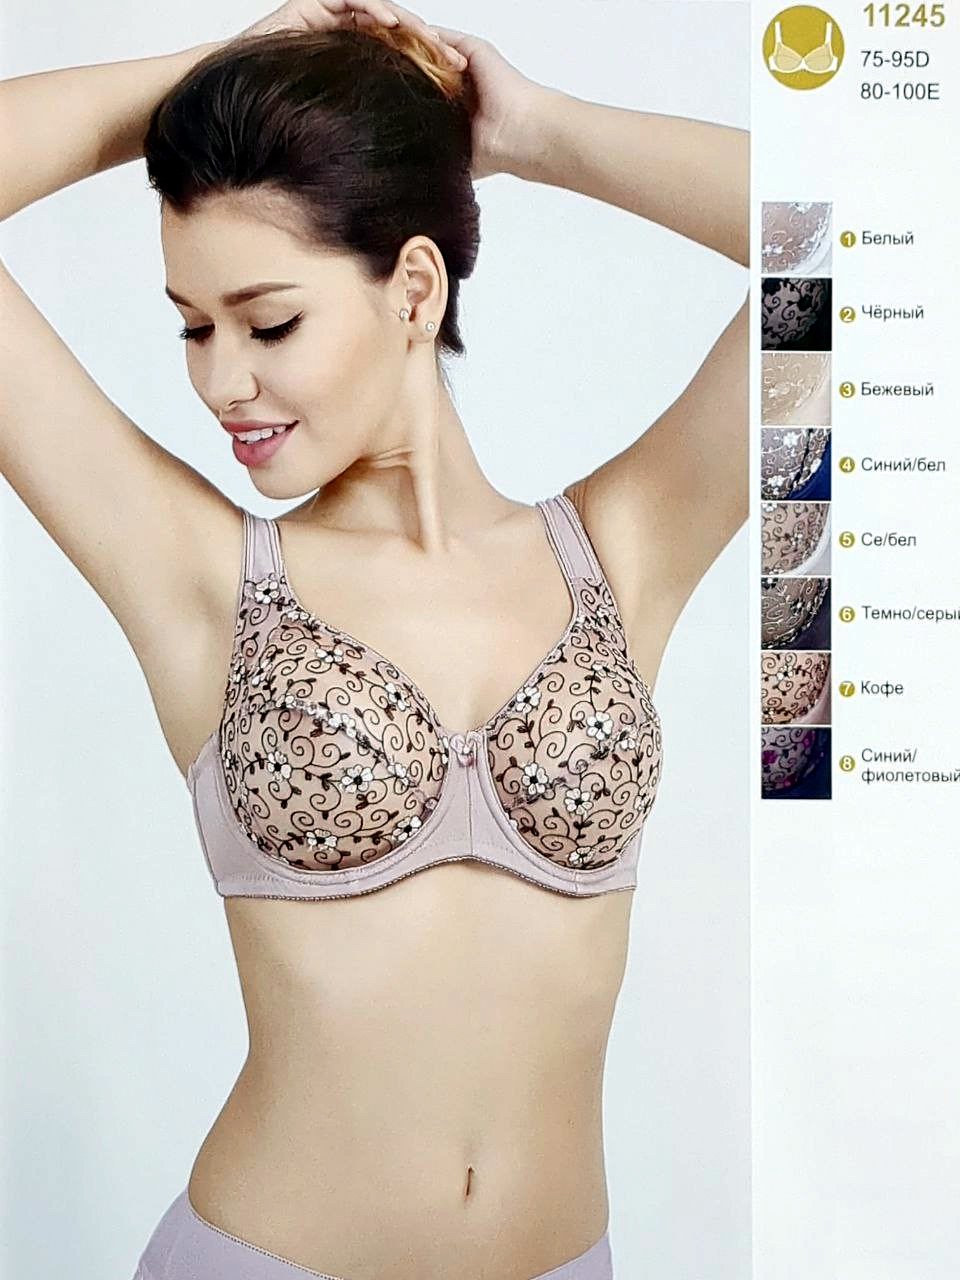 11245
75-95D
80-100E
1 Белый
2 Чёрный
3 Бежевый
4 Синий/бел
5 Се/бел
6 Темно/серы
7 Кофе
8 Синий/
фиолетовый